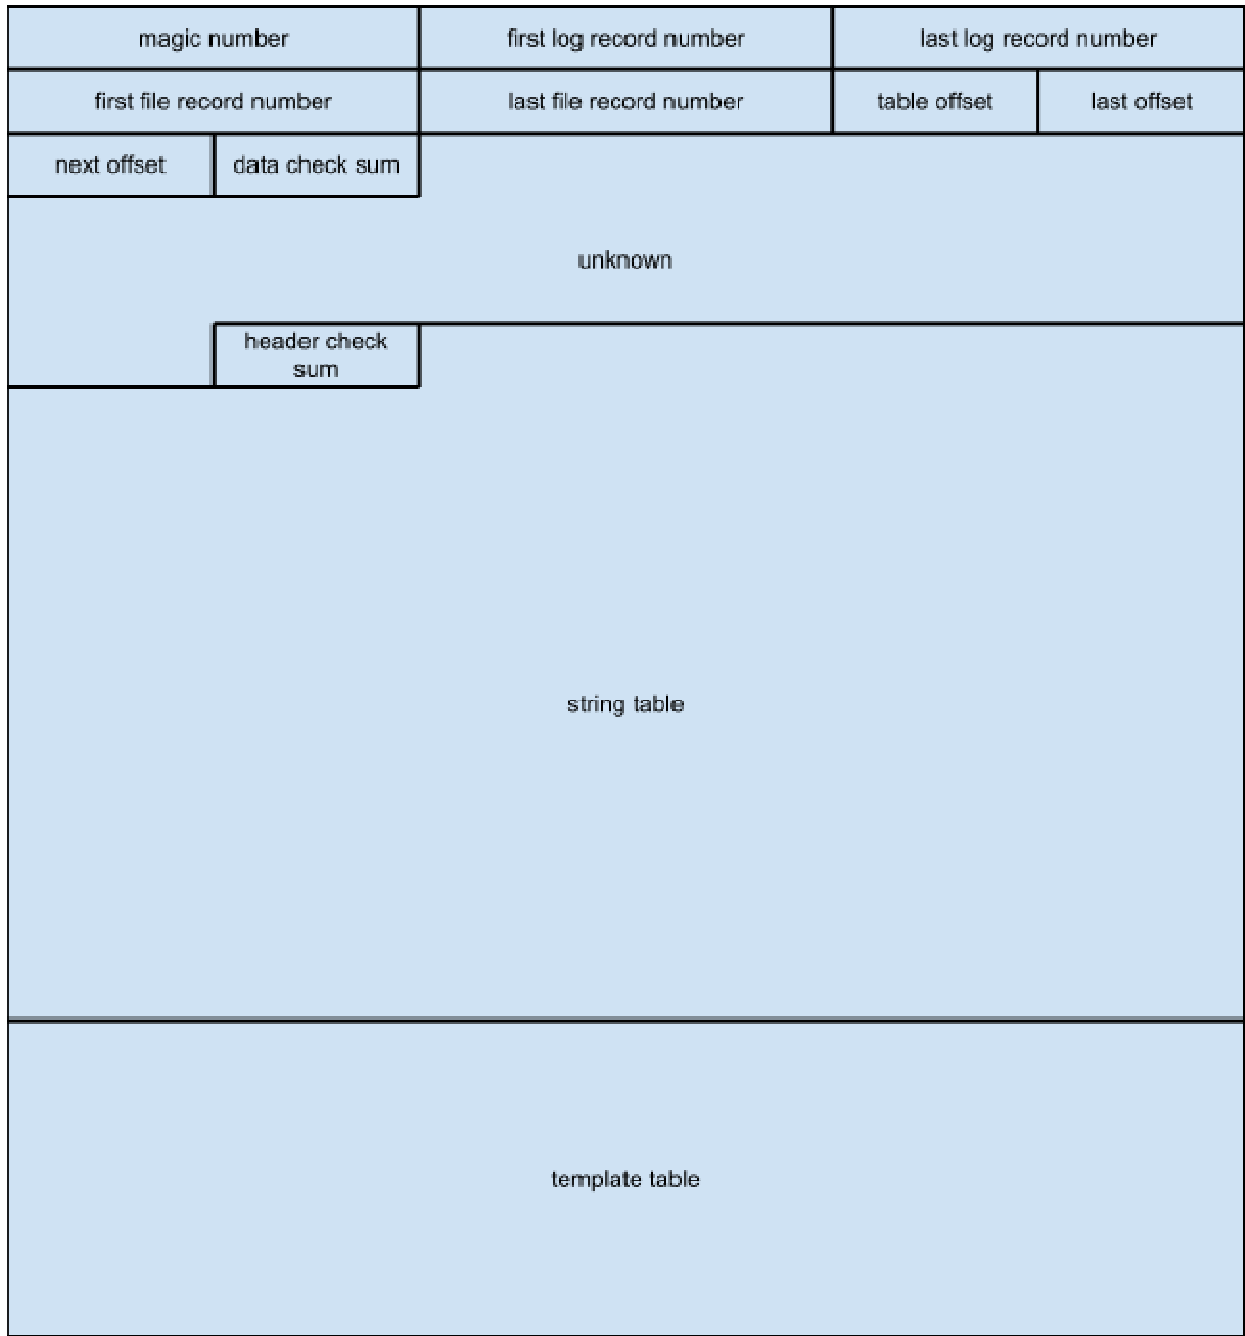 magic number
first log record number
last log record number
first file record number
last file record number
table offset
last offset
next offset
data check sum
unknown
header check
sum
string table
template table